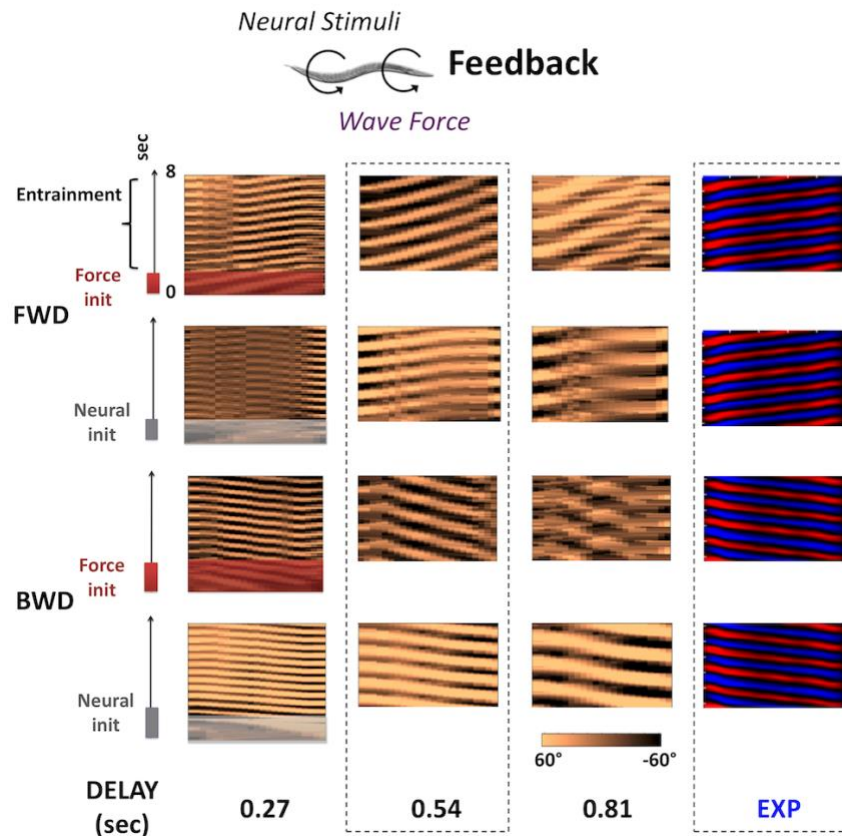 Neural Stimuli
Feedback
Wave Force
sec
8
Entrainment
Force
init
0
FWD
Neural
init
Force
init
BWD
Neural
init
60°
-60°
DELAY
(sec)
0.27
0.54
0.81
EXP